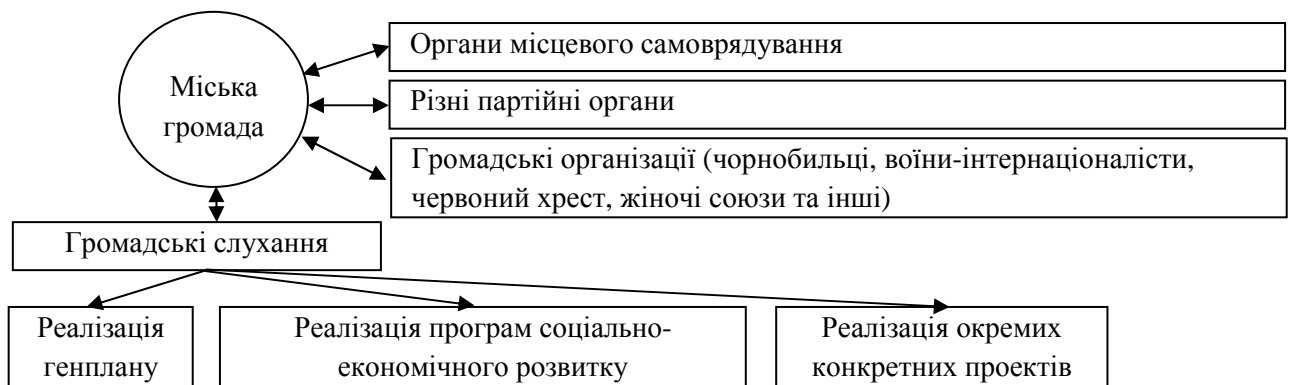 Органи місцевого самоврядування
Міська
громада
Різні партійні органи
Громадські організації (чорнобильці, воїни-інтернаціоналісти,
червоний хрест, жіночі союзи та інші)
Громадські слухання
Реалізація
генплану
Реалізація програм соціально-
економічного розвитку
Реалізація окремих
конкретних проектів